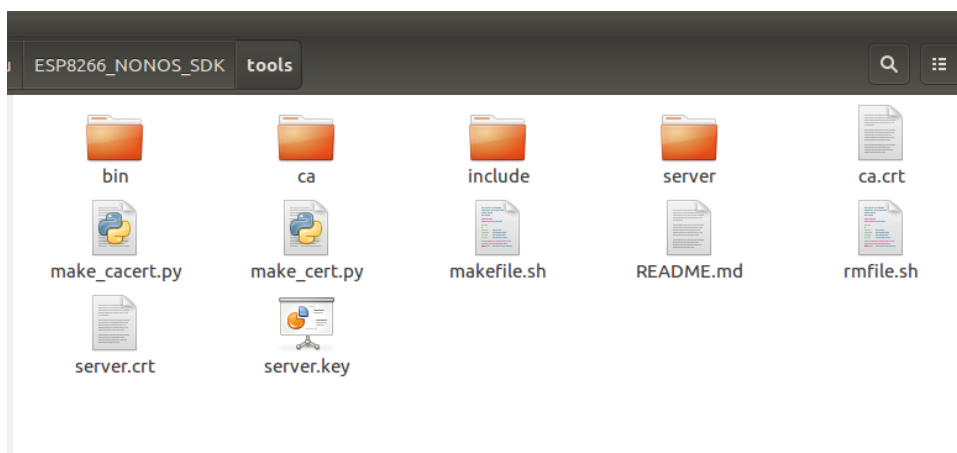 ESP8266_NONOS_SDK tools
bin ca include server ca.crt
make_cacert.py make_cert.py makefile.sh README.md rmfile.sh
server.crt server.key